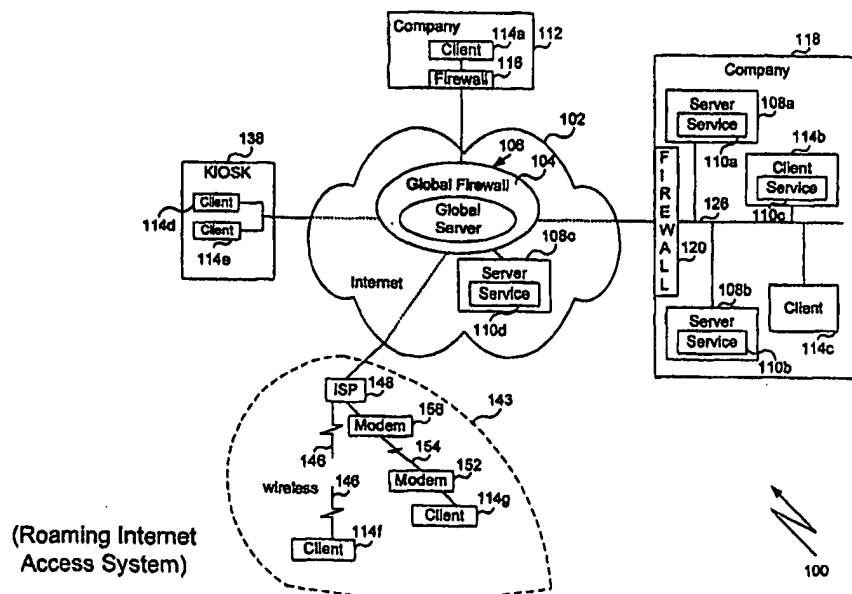 Company
114a
112
Client
116
Firewall
118
Company
Server
108a
Service
114b
110a
Client
Service
110c
126
FIREWALL
120
108b
Server
Client
Service
114c
110b
138
KIOSK
Client
114d
Client
114e
102
106
104
Global Firewall
Global
Server
108c
Server
Service
110d
Internet
ISP
148
143
156
Modem
154
146
152
wireless
146
Modem
114g
Client
114f
Client
(Roaming Internet
Access System)
100